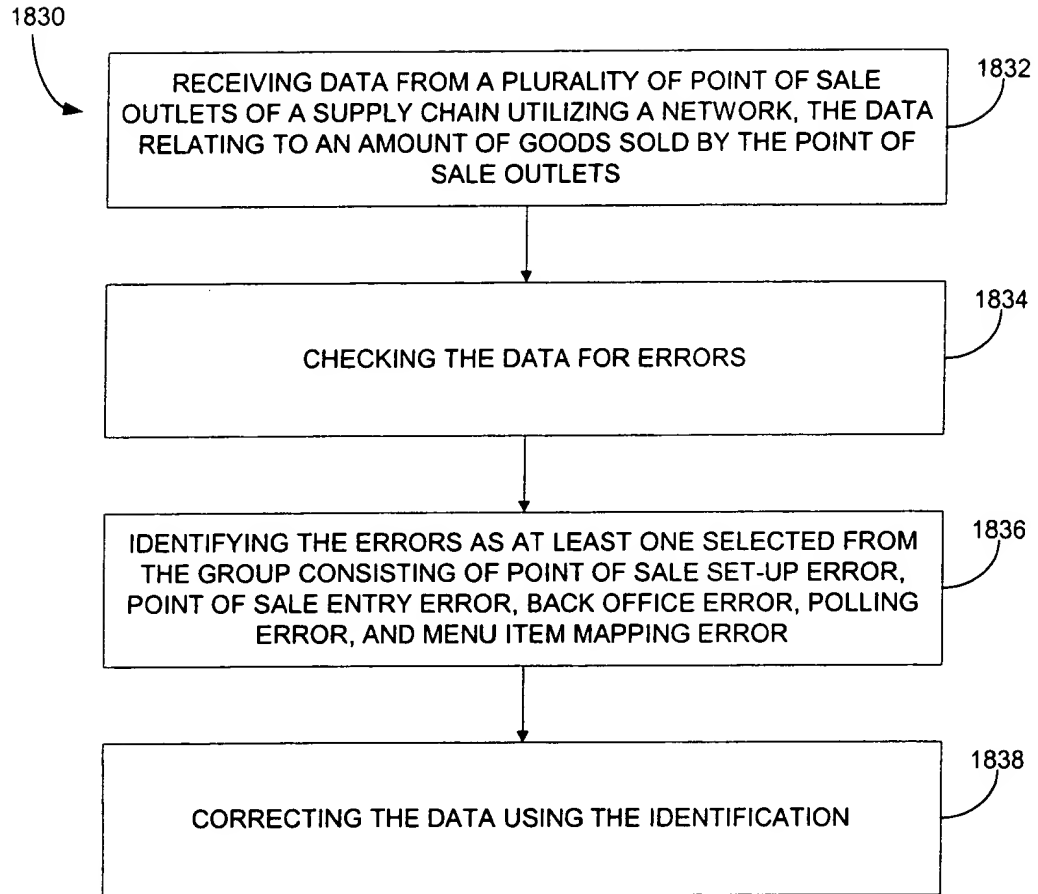 1830
RECEIVING DATA FROM A PLURALITY OF POINT OF SALE
OUTLETS OF A SUPPLY CHAIN UTILIZING A NETWORK, THE DATA
RELATING TO AN AMOUNT OF GOODS SOLD BY THE POINT OF
SALE OUTLETS
1832
CHECKING THE DATA FOR ERRORS
1834
IDENTIFYING THE ERRORS AS AT LEAST ONE SELECTED FROM
THE GROUP CONSISTING OF POINT OF SALE SET-UP ERROR,
POINT OF SALE ENTRY ERROR, BACK OFFICE ERROR, POLLING
ERROR, AND MENU ITEM MAPPING ERROR
1836
CORRECTING THE DATA USING THE IDENTIFICATION
1838